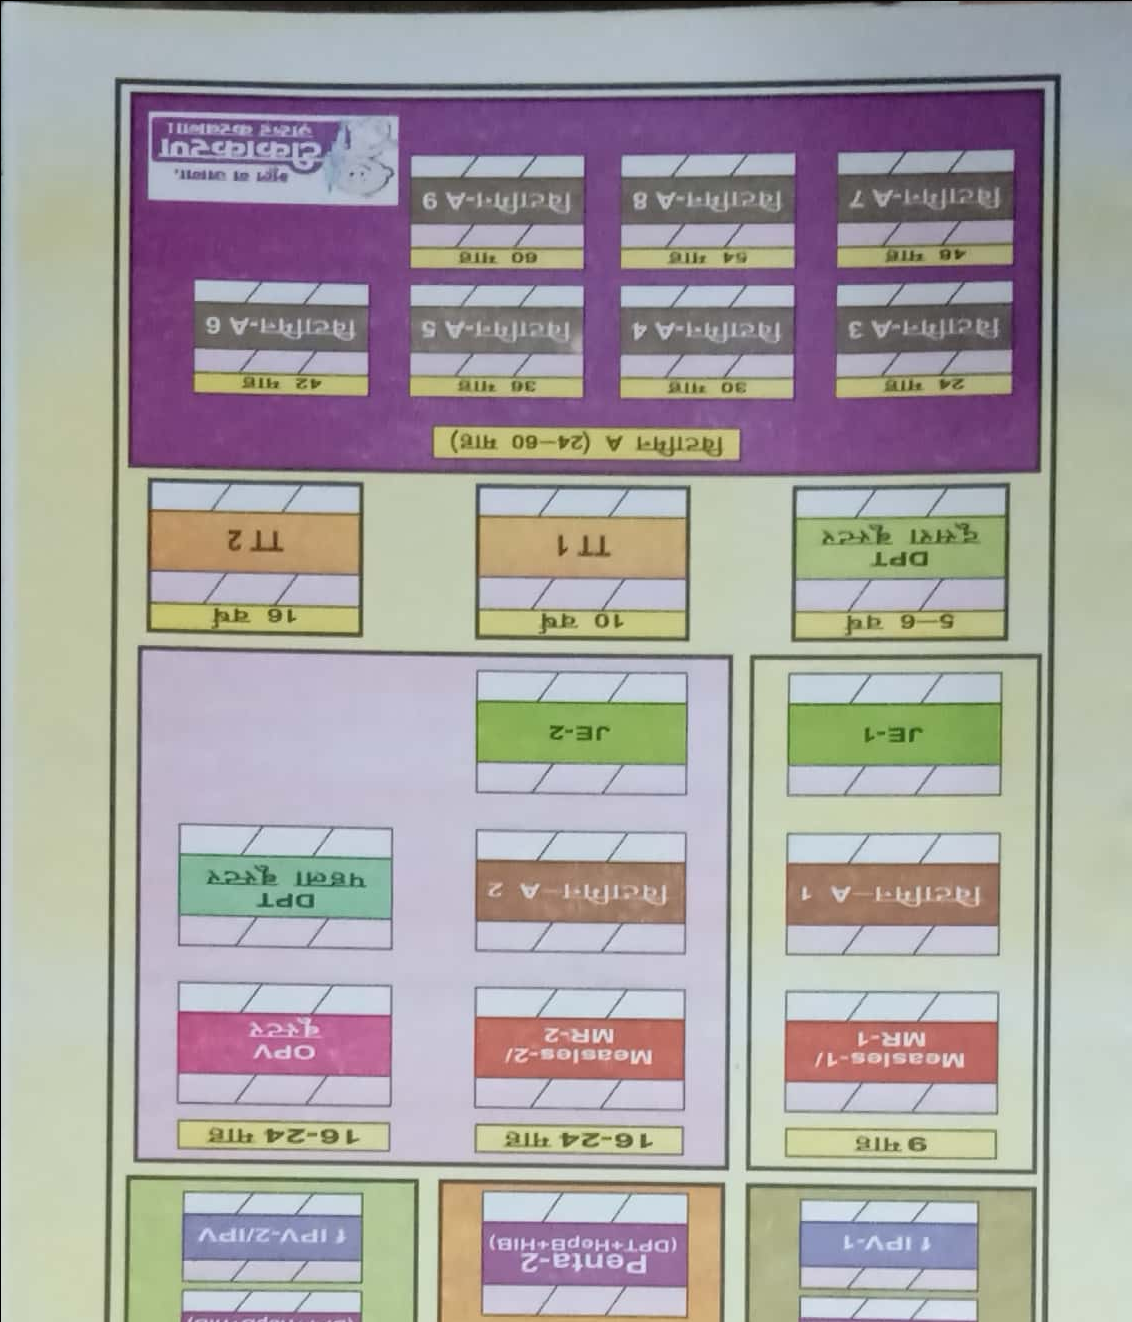 f IPV-1
Penta-2
(DPT+HepB+HIB)
f IPV-2/IPV
9 माह
16-24 माह
16-24 माह
Measles-1/
MR-1
Measles-2/
MR-2
OPV
बूस्टर
विटामिन–A 1
विटामिन–A 2
DPT
पहला बूस्टर
JE-1
JE-2
5–6 वर्ष
10 वर्ष
16 वर्ष
DPT
दूसरा बूस्टर
TT 1
TT 2
विटामिन A (24–60 माह)
24 माह
30 माह
36 माह
42 माह
विटामिन-A 3
विटामिन-A 4
विटामिन-A 5
विटामिन-A 6
48 माह
54 माह
60 माह
विटामिन-A 7
विटामिन-A 8
विटामिन-A 9
भूल न जाना,
टीकाकरण
जरूर करवाना।